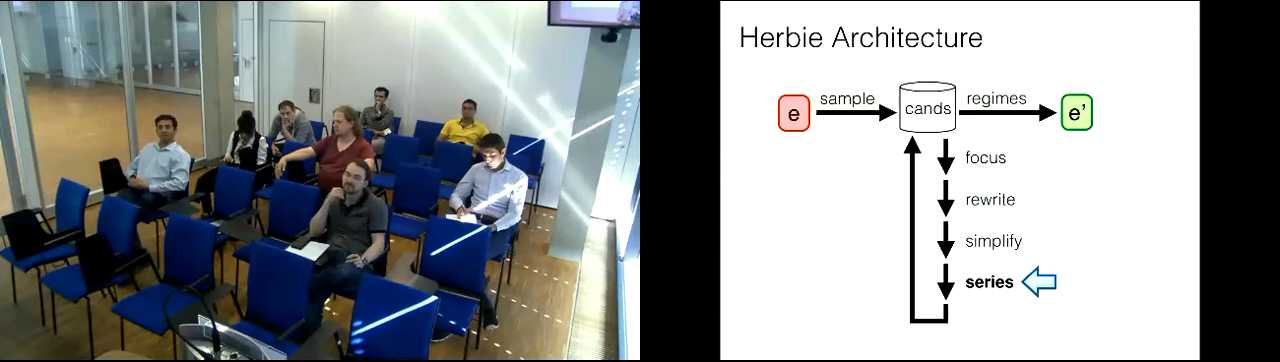 Herbie Architecture
e
sample
cands
regimes
e'
focus
rewrite
simplify
series